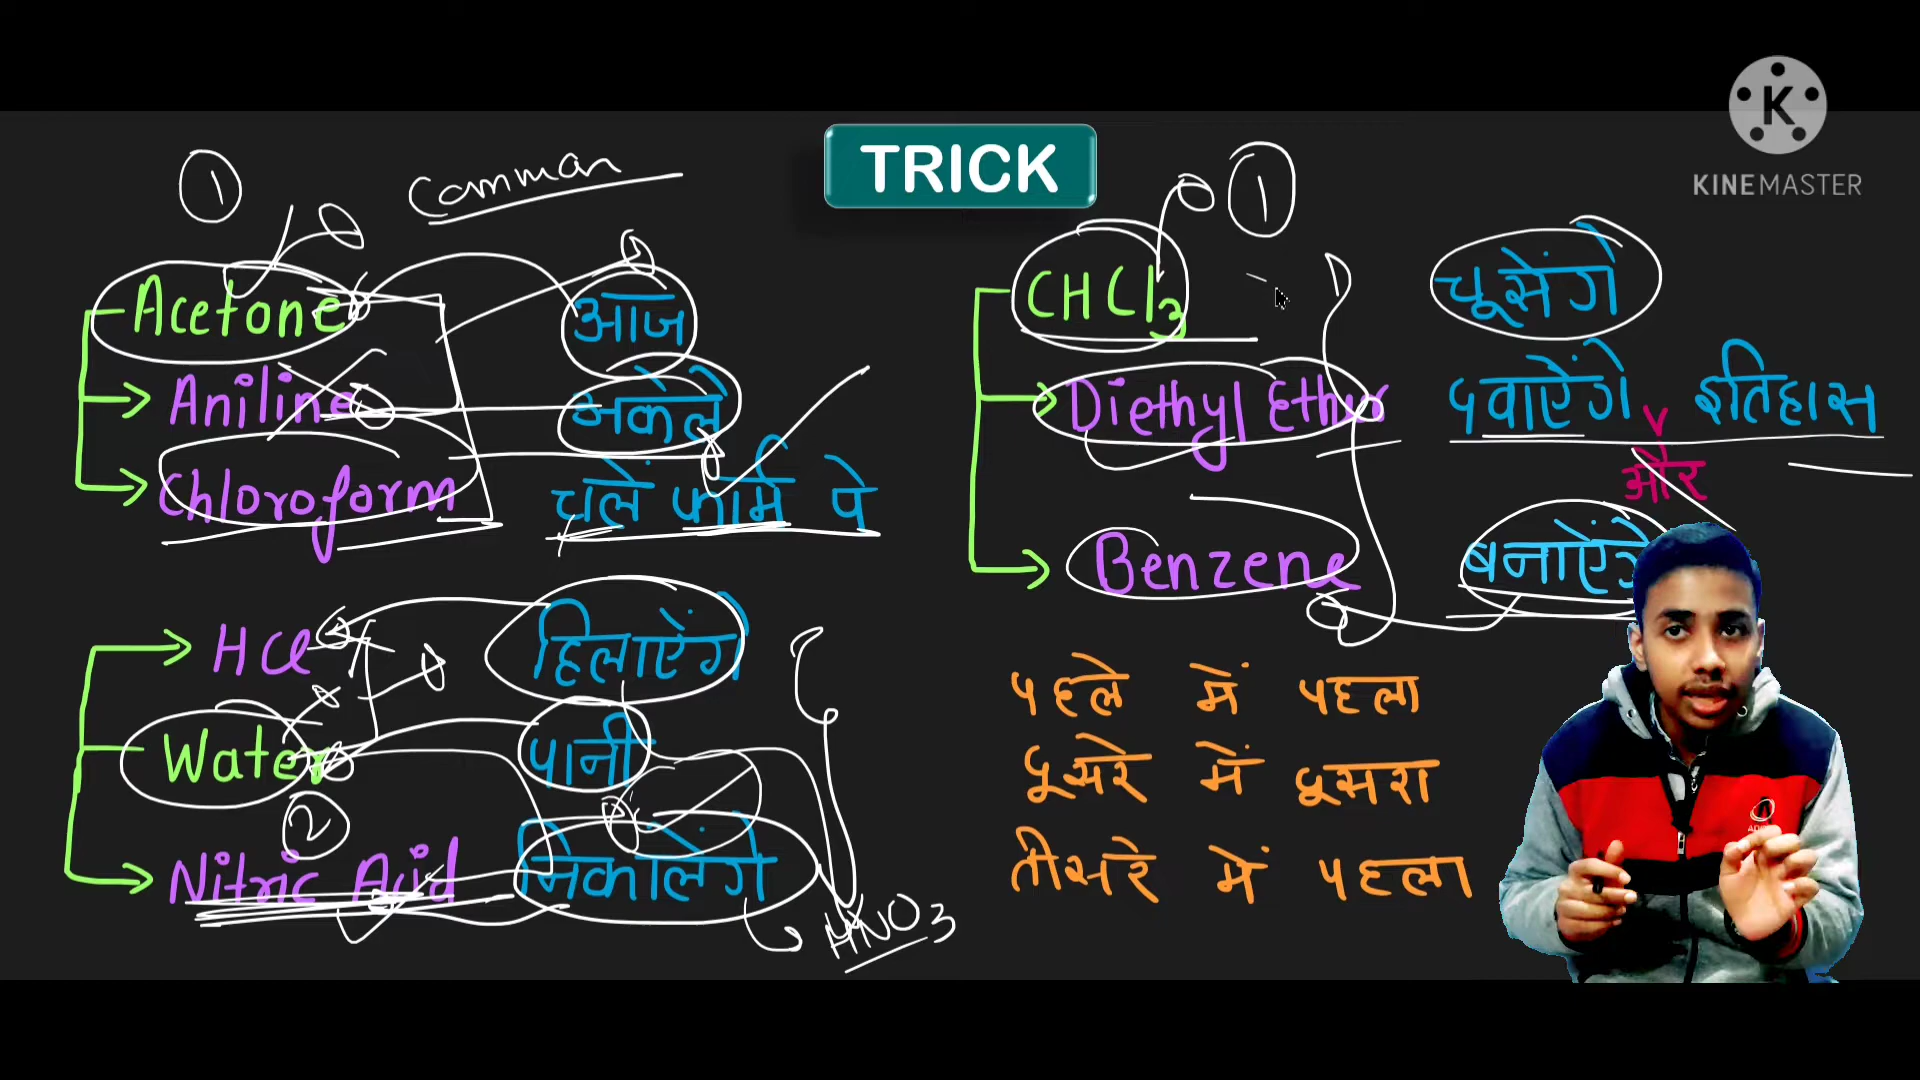 TRICK
KINEMASTER
1
Comman
Acetone
आज
Aniline
अकेले
Chloroform
चलें फार्म पे
HCl
हिलाऐंगे
Water
पानी
2
Nitric Acid
निकालेंगे
HNO3
1
CHCl3
चूसेंगे
Diethyl Ether
दवाऐंगे इतिहास
और
Benzene
बनाऐंगे
पहले में पहला
दूसरे में दूसरा
तीसरे में पहला